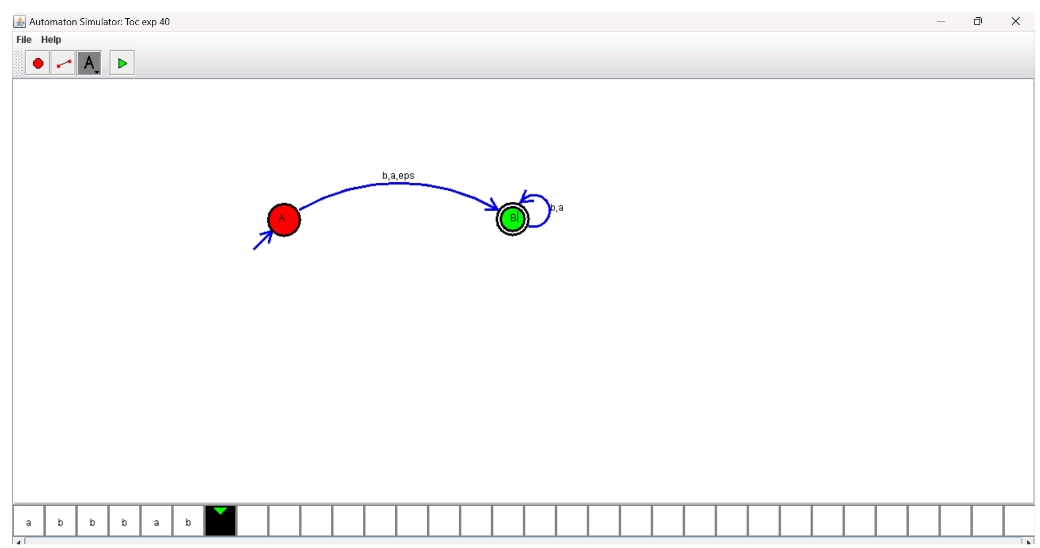 Automaton Simulator: Toc exp 40
File Help
A
b,a,eps
A
B
b,a
a b b b a b